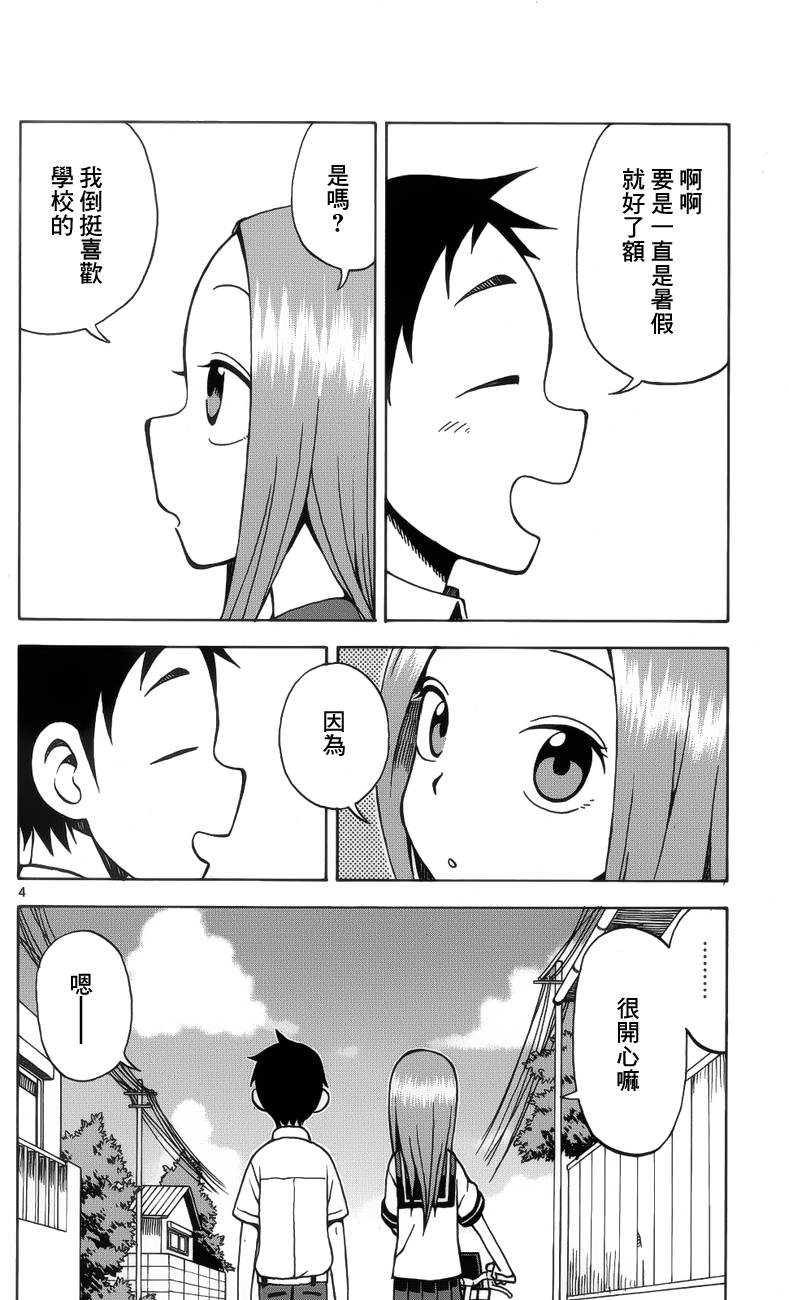 啊啊
要是一直是暑假
就好了額
是嗎?
我倒挺喜歡
學校的
因為
4
………
很開心嘛
嗯——